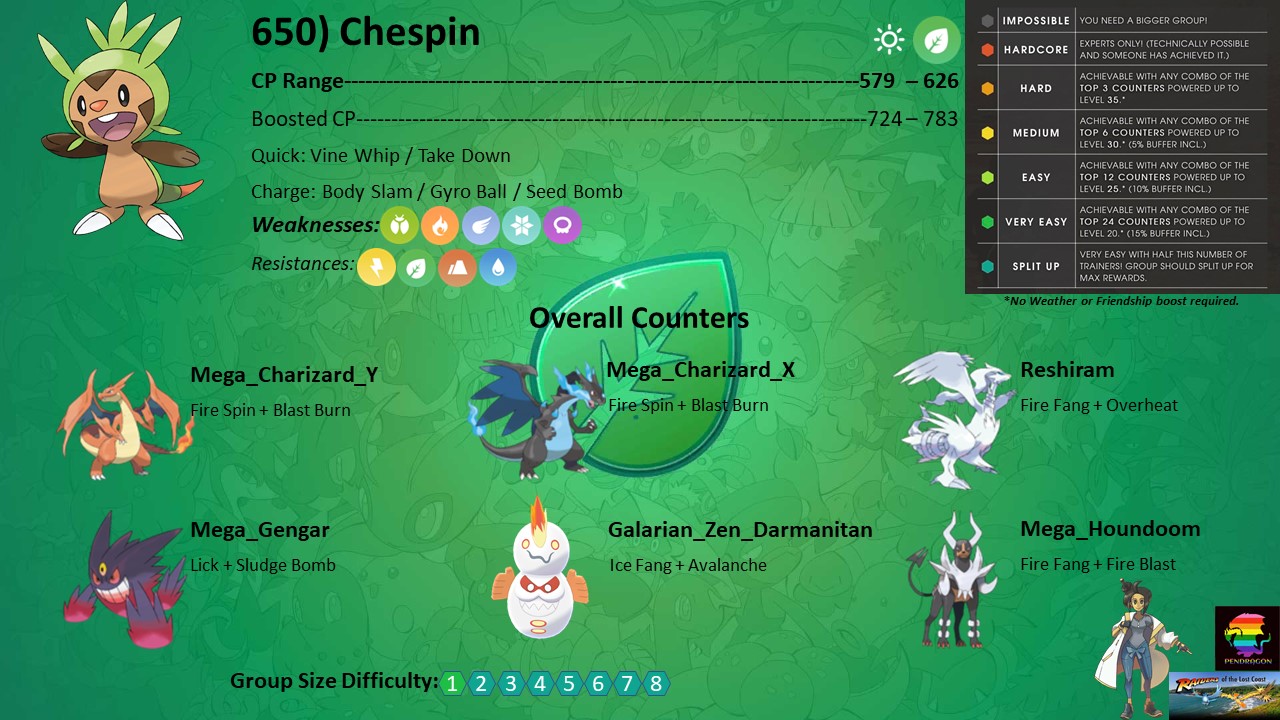 650) Chespin
CP Range---579 – 626
Boosted CP---724 – 783
Quick: Vine Whip / Take Down
Charge: Body Slam / Gyro Ball / Seed Bomb
Weaknesses:
Resistances:
IMPOSSIBLE YOU NEED A BIGGER GROUP!
HARDCORE EXPERTS ONLY! (TECHNICALLY POSSIBLE
AND SOMEONE HAS ACHIEVED IT.)
HARD ACHIEVABLE WITH ANY COMBO OF THE
TOP 3 COUNTERS POWERED UP TO
LEVEL 35.*
MEDIUM ACHIEVABLE WITH ANY COMBO OF THE
TOP 6 COUNTERS POWERED UP TO
LEVEL 30.* (5% BUFFER INCL.)
EASY ACHIEVABLE WITH ANY COMBO OF THE
TOP 12 COUNTERS POWERED UP TO
LEVEL 25.* (10% BUFFER INCL.)
VERY EASY ACHIEVABLE WITH ANY COMBO OF THE
TOP 24 COUNTERS POWERED UP TO
LEVEL 20.* (15% BUFFER INCL.)
SPLIT UP VERY EASY WITH HALF THIS NUMBER OF
TRAINERS! GROUP SHOULD SPLIT UP FOR
MAX REWARDS.
*No Weather or Friendship boost required.
Overall Counters
Mega_Charizard_Y
Fire Spin + Blast Burn
Mega_Charizard_X
Fire Spin + Blast Burn
Reshiram
Fire Fang + Overheat
Mega_Gengar
Lick + Sludge Bomb
Galarian_Zen_Darmanitan
Ice Fang + Avalanche
Mega_Houndoom
Fire Fang + Fire Blast
Group Size Difficulty: 1 2 3 4 5 6 7 8
PENDRAGON
RAIDERS of the Lost Coast